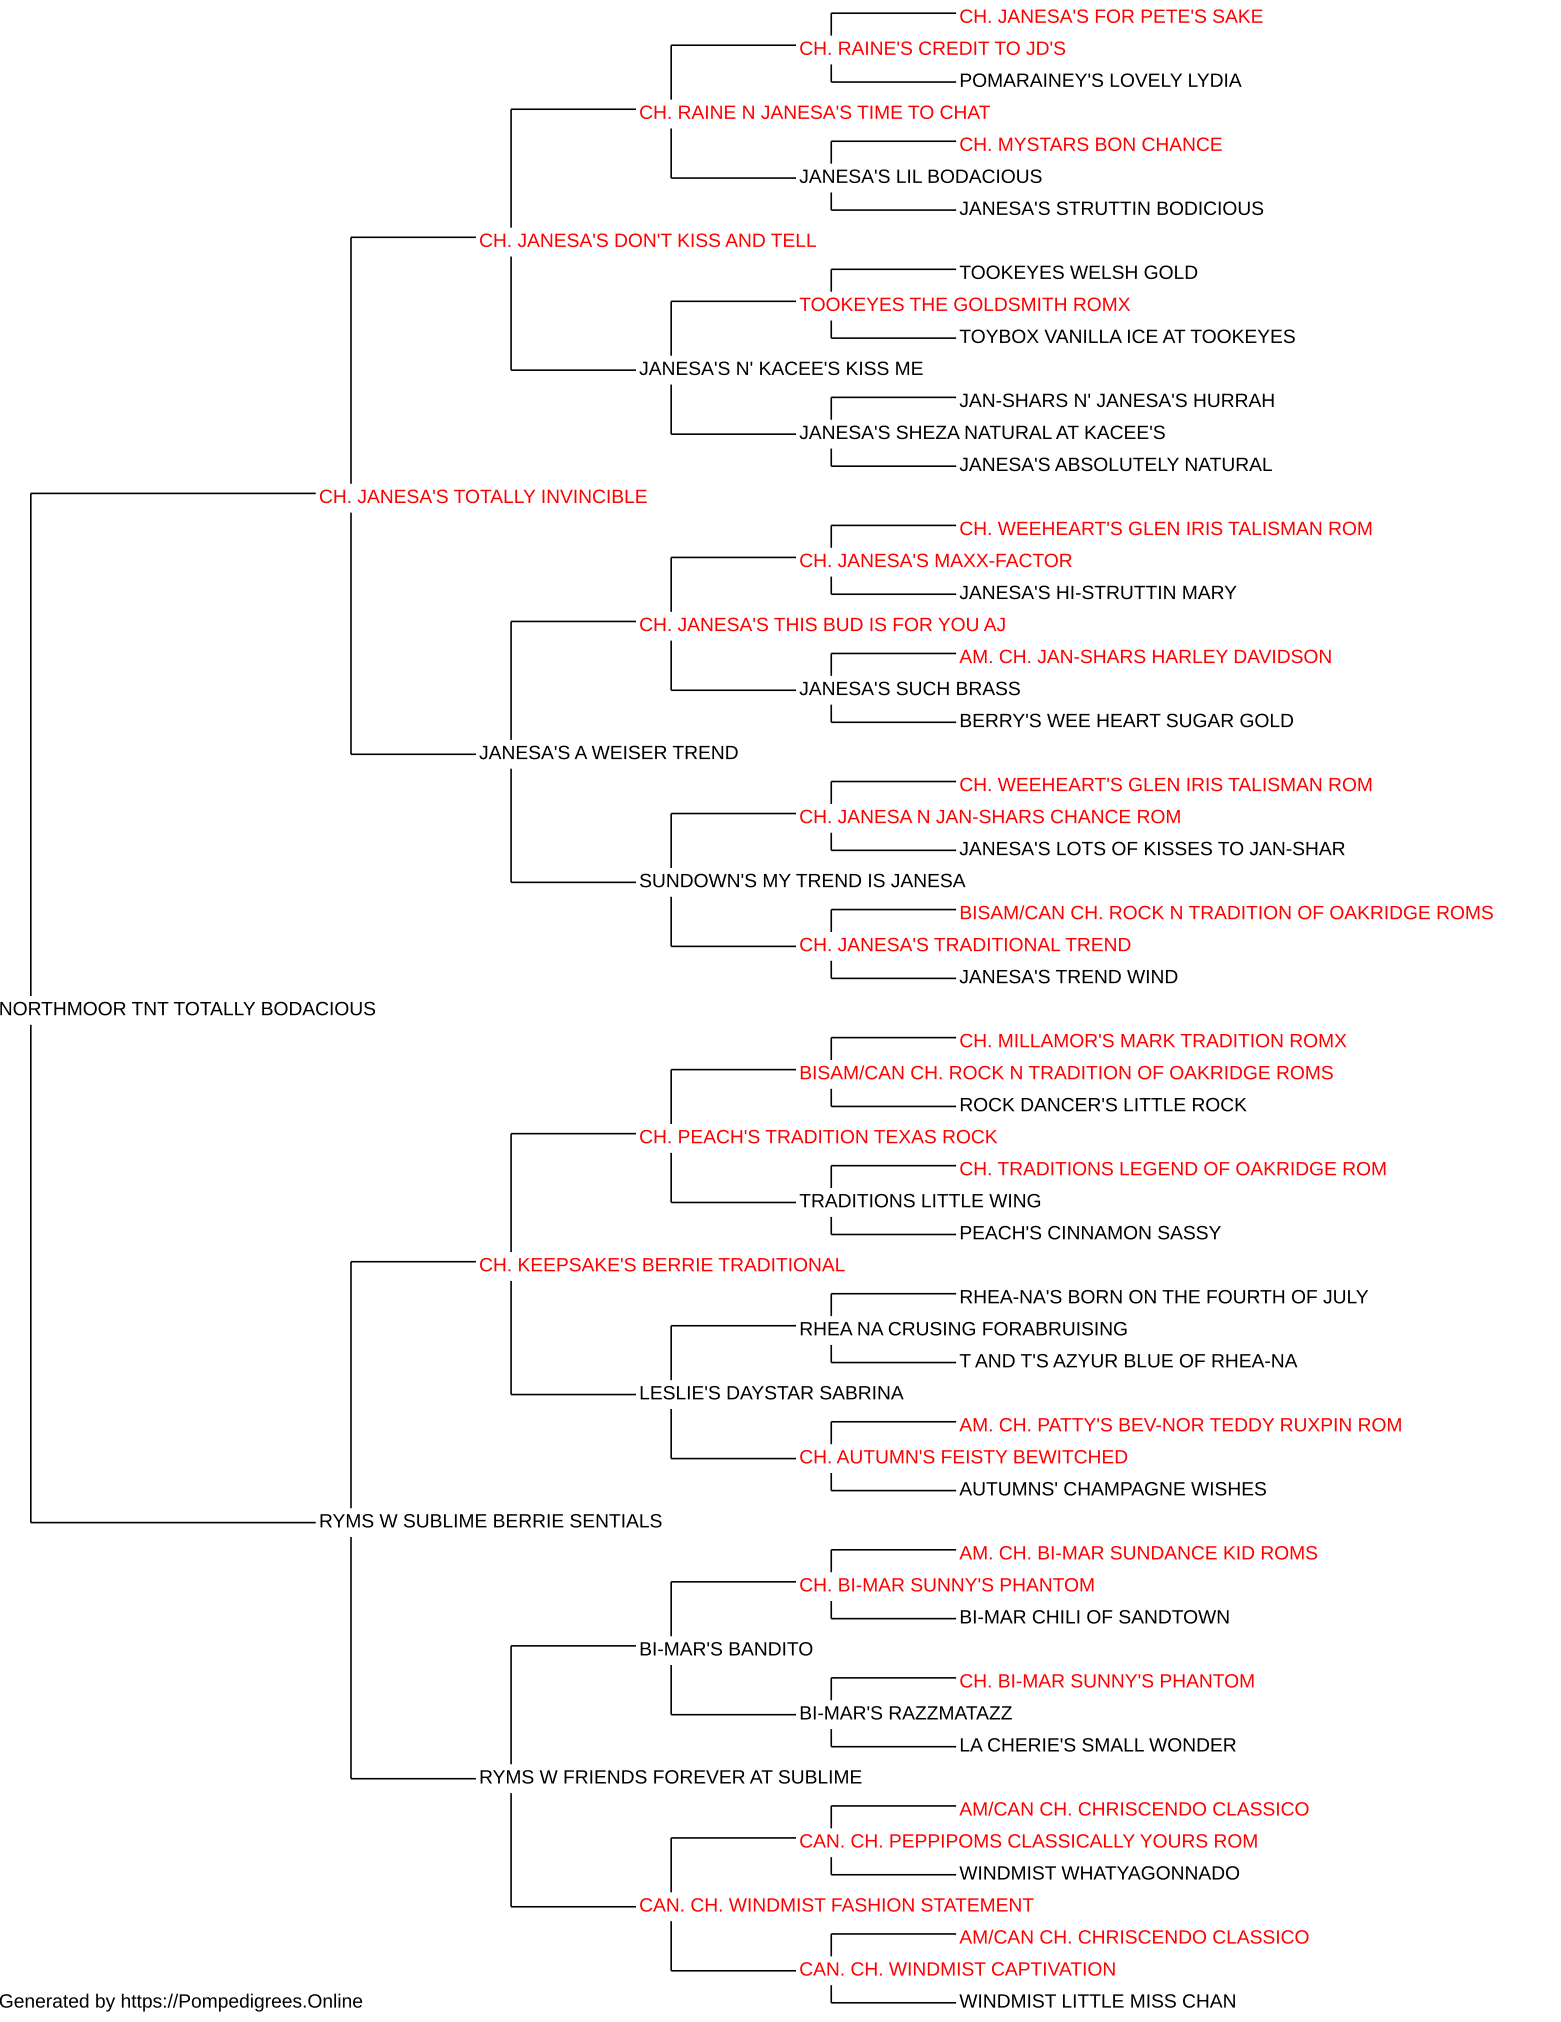 CH. JANESA'S FOR PETE'S SAKE
CH. RAINE'S CREDIT TO JD'S
POMARAINEY'S LOVELY LYDIA
CH. RAINE N JANESA'S TIME TO CHAT
CH. MYSTARS BON CHANCE
JANESA'S LIL BODACIOUS
JANESA'S STRUTTIN BODICIOUS
CH. JANESA'S DON'T KISS AND TELL
TOOKEYES WELSH GOLD
TOOKEYES THE GOLDSMITH ROMX
TOYBOX VANILLA ICE AT TOOKEYES
JANESA'S N' KACEE'S KISS ME
JAN-SHARS N' JANESA'S HURRAH
JANESA'S SHEZA NATURAL AT KACEE'S
JANESA'S ABSOLUTELY NATURAL
CH. JANESA'S TOTALLY INVINCIBLE
CH. WEEHEART'S GLEN IRIS TALISMAN ROM
CH. JANESA'S MAXX-FACTOR
JANESA'S HI-STRUTTIN MARY
CH. JANESA'S THIS BUD IS FOR YOU AJ
AM. CH. JAN-SHARS HARLEY DAVIDSON
JANESA'S SUCH BRASS
BERRY'S WEE HEART SUGAR GOLD
JANESA'S A WEISER TREND
CH. WEEHEART'S GLEN IRIS TALISMAN ROM
CH. JANESA N JAN-SHARS CHANCE ROM
JANESA'S LOTS OF KISSES TO JAN-SHAR
SUNDOWN'S MY TREND IS JANESA
BISAM/CAN CH. ROCK N TRADITION OF OAKRIDGE ROMS
CH. JANESA'S TRADITIONAL TREND
JANESA'S TREND WIND
NORTHMOOR TNT TOTALLY BODACIOUS
CH. MILLAMOR'S MARK TRADITION ROMX
BISAM/CAN CH. ROCK N TRADITION OF OAKRIDGE ROMS
ROCK DANCER'S LITTLE ROCK
CH. PEACH'S TRADITION TEXAS ROCK
CH. TRADITIONS LEGEND OF OAKRIDGE ROM
TRADITIONS LITTLE WING
PEACH'S CINNAMON SASSY
CH. KEEPSAKE'S BERRIE TRADITIONAL
RHEA-NA'S BORN ON THE FOURTH OF JULY
RHEA NA CRUSING FORABRUISING
T AND T'S AZYUR BLUE OF RHEA-NA
LESLIE'S DAYSTAR SABRINA
AM. CH. PATTY'S BEV-NOR TEDDY RUXPIN ROM
CH. AUTUMN'S FEISTY BEWITCHED
AUTUMNS' CHAMPAGNE WISHES
RYMS W SUBLIME BERRIE SENTIALS
AM. CH. BI-MAR SUNDANCE KID ROMS
CH. BI-MAR SUNNY'S PHANTOM
BI-MAR CHILI OF SANDTOWN
BI-MAR'S BANDITO
CH. BI-MAR SUNNY'S PHANTOM
BI-MAR'S RAZZMATAZZ
LA CHERIE'S SMALL WONDER
RYMS W FRIENDS FOREVER AT SUBLIME
AM/CAN CH. CHRISCENDO CLASSICO
CAN. CH. PEPPIPOMS CLASSICALLY YOURS ROM
WINDMIST WHATYAGONNADO
CAN. CH. WINDMIST FASHION STATEMENT
AM/CAN CH. CHRISCENDO CLASSICO
CAN. CH. WINDMIST CAPTIVATION
WINDMIST LITTLE MISS CHAN
Generated by https://Pompedigrees.Online